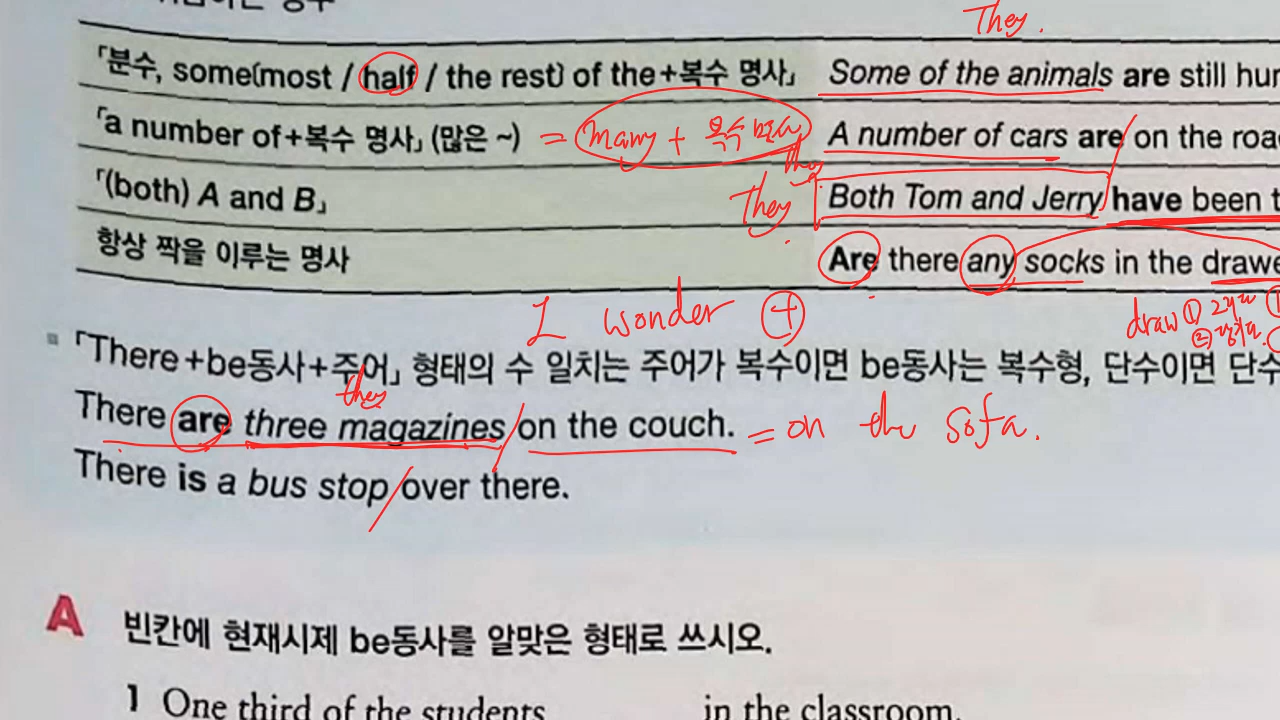 They.
「분수, some(most / half / the rest) of the+복수 명사」 Some of the animals are still hun
「a number of+복수 명사」 (많은 ~) = many + 복수 명사 A number of cars are on the roa
they
「(both) A and B」 They. Both Tom and Jerry have been t
항상 짝을 이루는 명사 Are there any socks in the drawe
I wonder +
draw ①
②
「There+be동사+주어」 형태의 수 일치는 주어가 복수이면 be동사는 복수형, 단수이면 단수
they
There are three magazines on the couch. = on the sofa.
There is a bus stop over there.
A 빈칸에 현재시제 be동사를 알맞은 형태로 쓰시오.
1 One third of the students in the classroom.